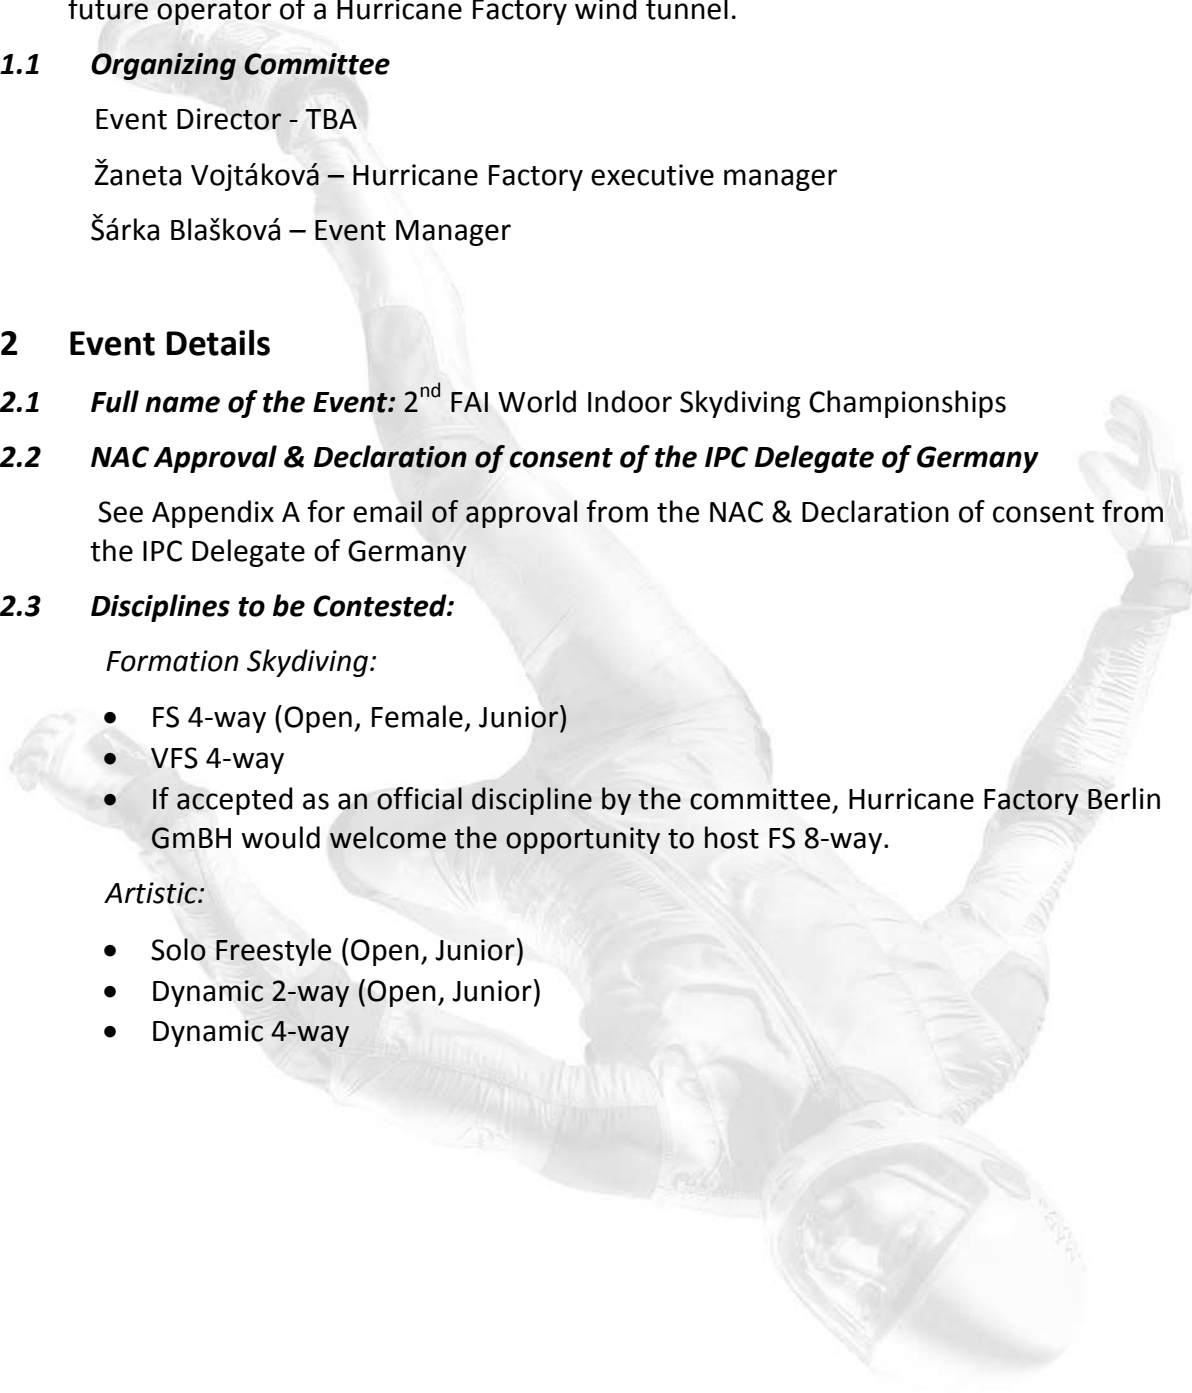 future operator of a Hurricane Factory wind tunnel.
1.1 Organizing Committee
Event Director - TBA
Žaneta Vojtáková – Hurricane Factory executive manager
Šárka Blašková – Event Manager
2 Event Details
2.1 Full name of the Event: 2nd FAI World Indoor Skydiving Championships
2.2 NAC Approval & Declaration of consent of the IPC Delegate of Germany
See Appendix A for email of approval from the NAC & Declaration of consent from
the IPC Delegate of Germany
2.3 Disciplines to be Contested:
Formation Skydiving:
• FS 4-way (Open, Female, Junior)
• VFS 4-way
• If accepted as an official discipline by the committee, Hurricane Factory Berlin
GmBH would welcome the opportunity to host FS 8-way.
Artistic:
• Solo Freestyle (Open, Junior)
• Dynamic 2-way (Open, Junior)
• Dynamic 4-way